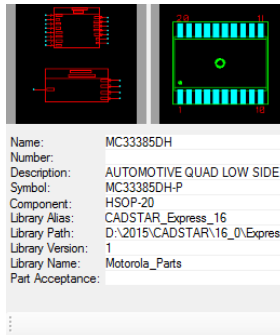 20
11
1
10
Name: MC33385DH
Number:
Description: AUTOMOTIVE QUAD LOW SIDE
Symbol: MC33385DH-P
Component: HSOP-20
Library Alias: CADSTAR_Express_16
Library Path: D:\2015\CADSTAR\16_0\Expres
Library Version: 1
Library Name: Motorola_Parts
Part Acceptance: